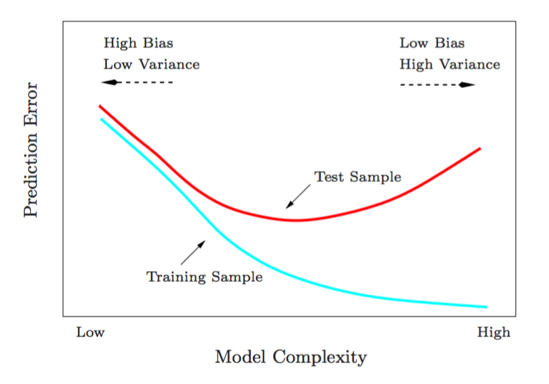 High Bias
Low Variance
Low Bias
High Variance
Prediction Error
Test Sample
Training Sample
Low
High
Model Complexity